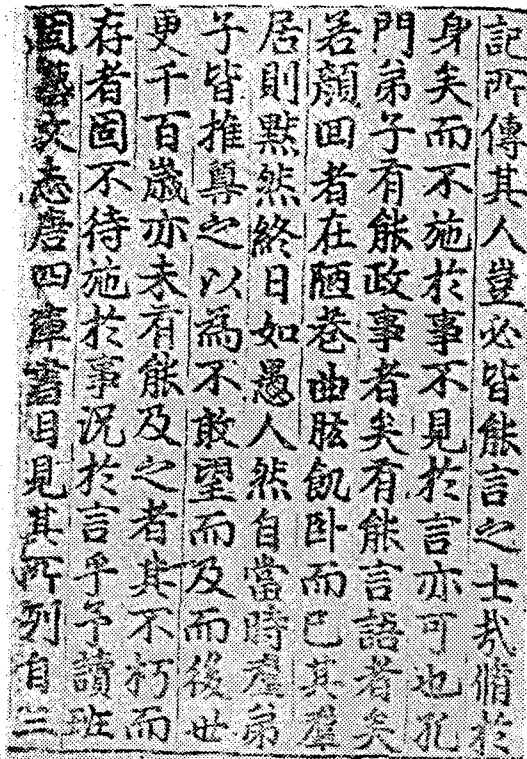 記所傳其人豈必皆能言之士哉脩於
身矣而不施於事不見於言亦可也孔
門弟子有能政事者矣有能言語者矣
若顔回者在陋巷曲肱飢卧而已其羣
居則默然終日如愚人然自當時羣弟
子皆推尊之以為不敢望而及而後世
更千百歲亦未有能及之者其不朽而
存者固不待施於事況於言乎予讀班
固藝文志唐四庫書目見其所列自三